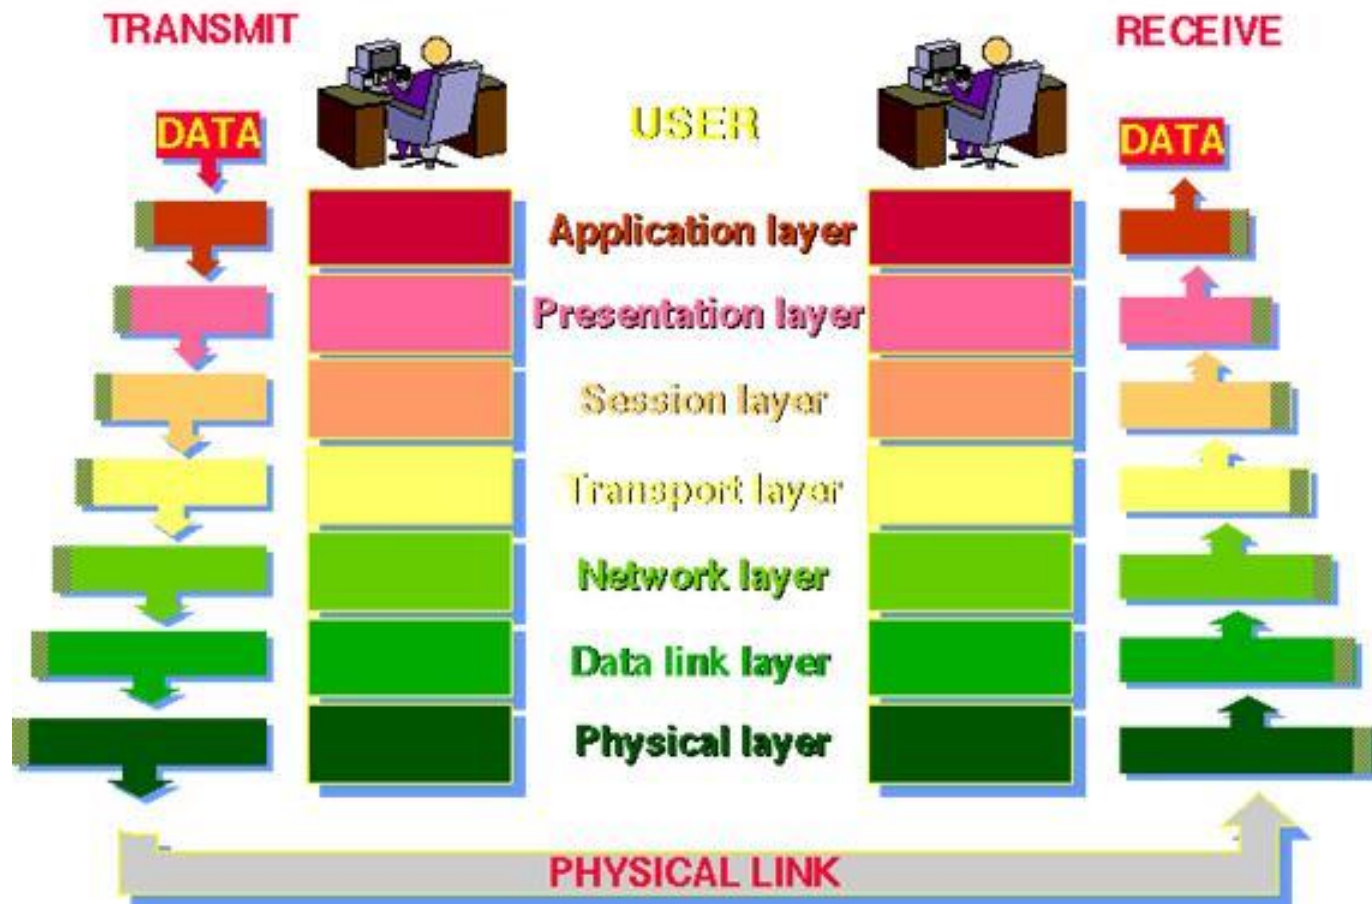 TRANSMIT
RECEIVE
DATA
USER
DATA
Application layer
Presentation layer
Session layer
Transport layer
Network layer
Data link layer
Physical layer
PHYSICAL LINK